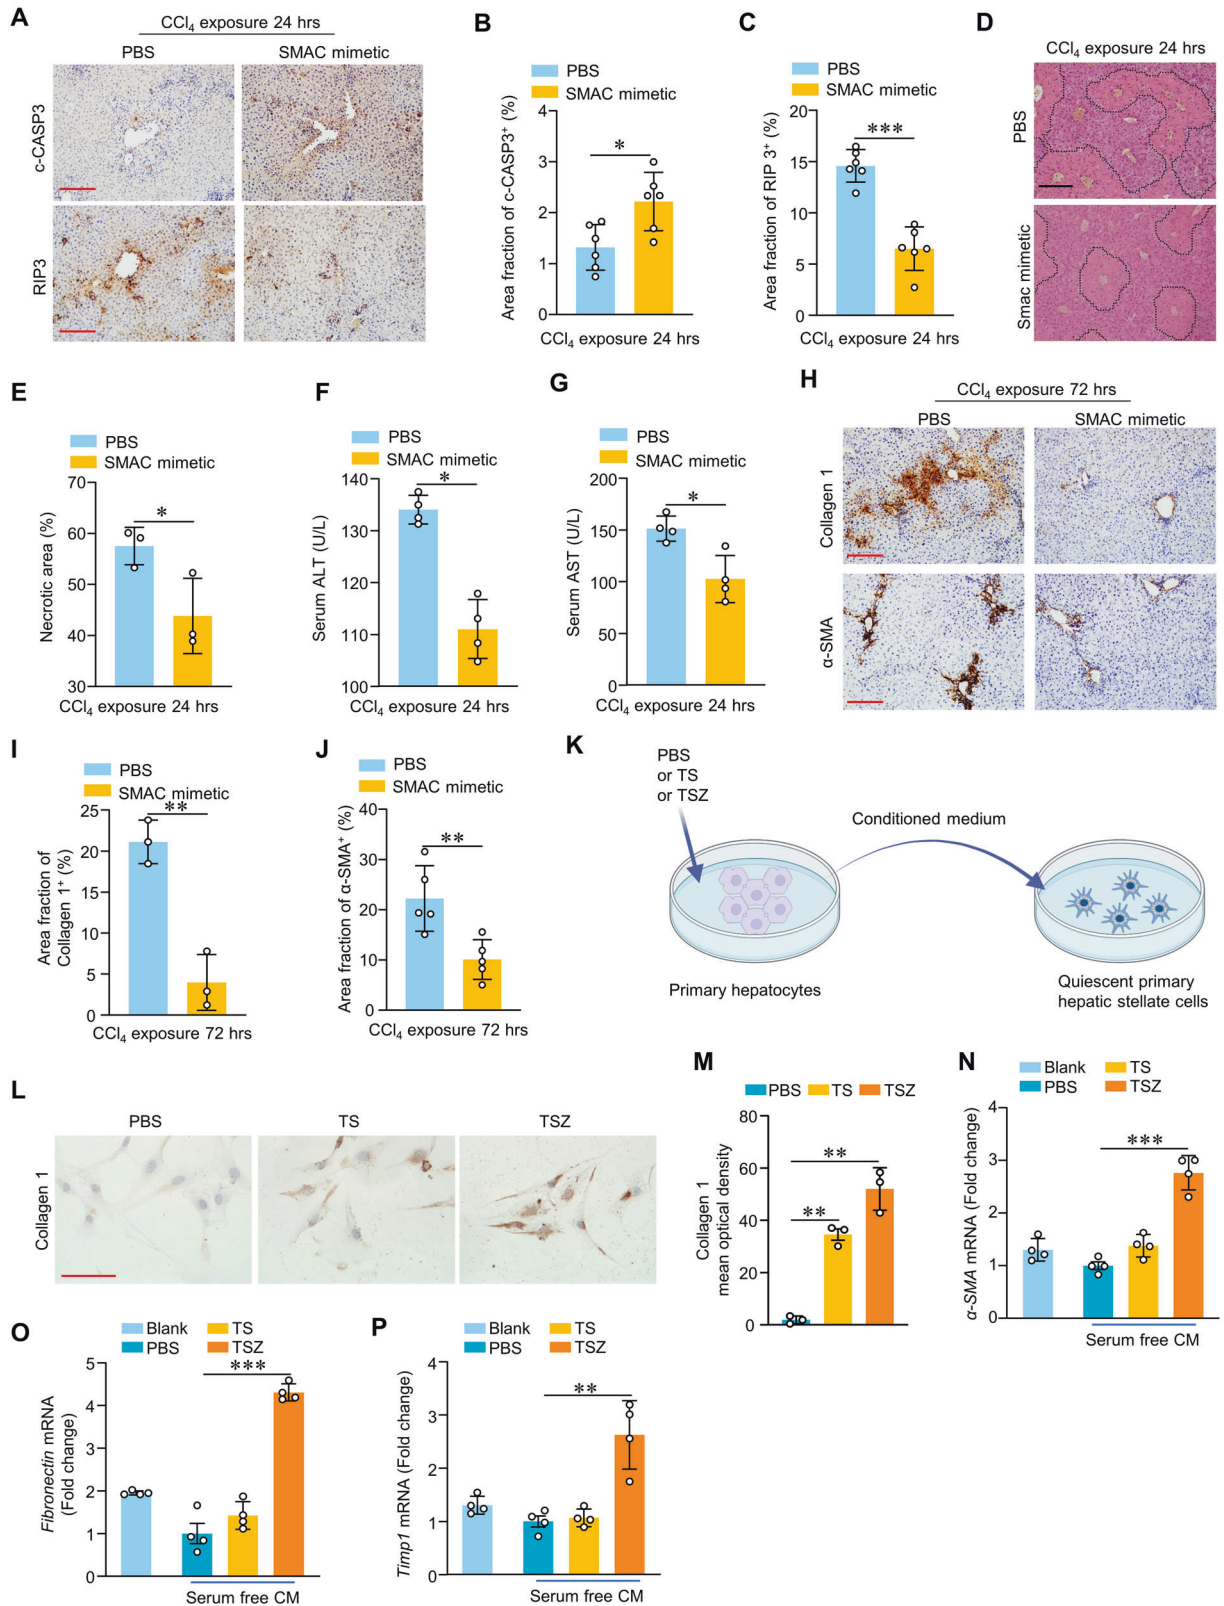 A
CCl₄ exposure 24 hrs
PBS
SMAC mimetic
c-CASP3
RIP3
B
PBS
SMAC mimetic
Area fraction of c-CASP3⁺ (%)
4
3
2
1
0
*
CCl₄ exposure 24 hrs
C
PBS
SMAC mimetic
Area fraction of RIP 3⁺ (%)
20
15
10
5
0
***
CCl₄ exposure 24 hrs
D
CCl₄ exposure 24 hrs
PBS
Smac mimetic
E
PBS
SMAC mimetic
Necrotic area (%)
70
60
50
40
30
*
CCl₄ exposure 24 hrs
F
PBS
SMAC mimetic
Serum ALT (U/L)
140
130
120
110
100
*
CCl₄ exposure 24 hrs
G
PBS
SMAC mimetic
Serum AST (U/L)
200
150
100
50
0
*
CCl₄ exposure 24 hrs
H
CCl₄ exposure 72 hrs
PBS
SMAC mimetic
Collagen 1
α-SMA
I
PBS
SMAC mimetic
Area fraction of
Collagen 1⁺ (%)
25
20
15
10
5
0
**
CCl₄ exposure 72 hrs
J
PBS
SMAC mimetic
Area fraction of α-SMA⁺ (%)
40
30
20
10
0
**
CCl₄ exposure 72 hrs
K
PBS
or TS
or TSZ
Conditioned medium
Primary hepatocytes
Quiescent primary
hepatic stellate cells
L
PBS
TS
TSZ
Collagen 1
M
PBS
TS
TSZ
Collagen 1
mean optical density
80
60
40
20
0
**
**
N
Blank
TS
PBS
TSZ
α-SMA mRNA (Fold change)
4
3
2
1
0
***
Serum free CM
O
Blank
TS
PBS
TSZ
Fibronectin mRNA
(Fold change)
5
4
3
2
1
0
***
Serum free CM
P
Blank
TS
PBS
TSZ
Timp1 mRNA (Fold change)
4
3
2
1
0
**
Serum free CM